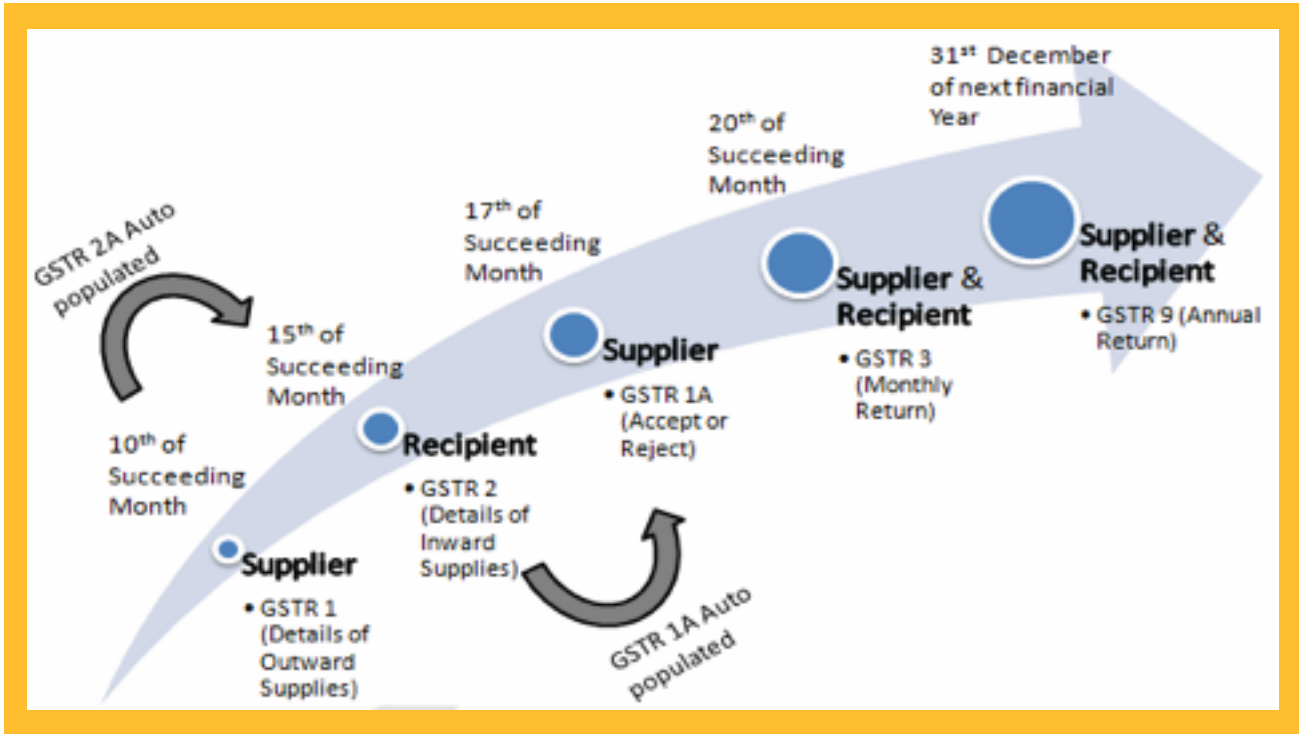 10th of
Succeeding
Month
Supplier
• GSTR 1
(Details of
Outward
Supplies)
GSTR 2A Auto
populated
15th of
Succeeding
Month
Recipient
• GSTR 2
(Details of
Inward
Supplies)
GSTR 1A Auto
populated
17th of
Succeeding
Month
Supplier
• GSTR 1A
(Accept or
Reject)
20th of
Succeeding
Month
Supplier &
Recipient
• GSTR 3
(Monthly
Return)
31st December
of next financial
Year
Supplier &
Recipient
• GSTR 9 (Annual
Return)